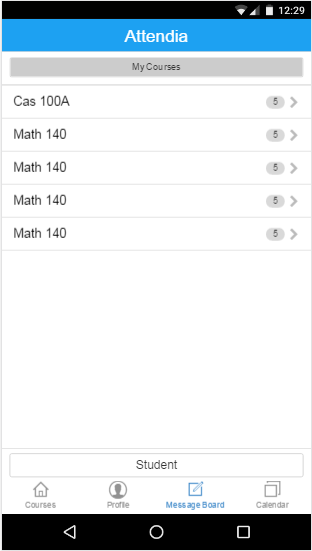 12:29
Attendia
My Courses
Cas 100A 5
Math 140 5
Math 140 5
Math 140 5
Math 140 5
Student
Courses Profile Message Board Calendar